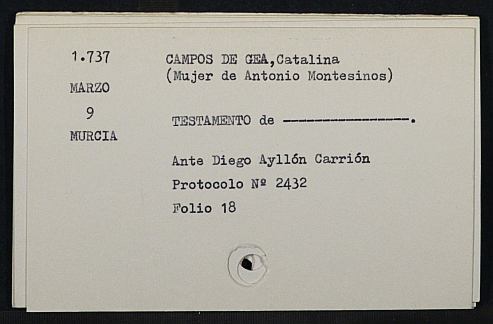 1.737
MARZO
9
MURCIA
CAMPOS DE GEA,Catalina
(Mujer de Antonio Montesinos)
TESTAMENTO de ----------------.
Ante Diego Ayllón Carrión
Protocolo Nº 2432
Folio 18